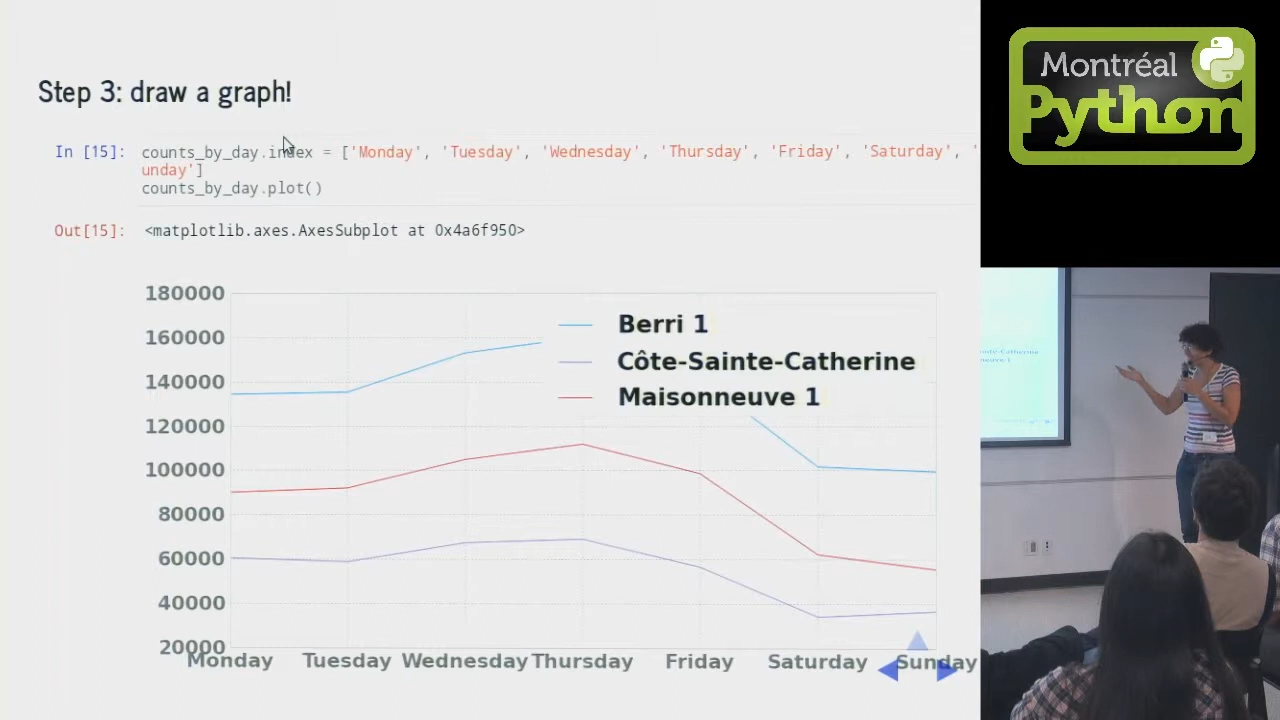 Step 3: draw a graph!
In [15]: counts_by_day.index = ['Monday', 'Tuesday', 'Wednesday', 'Thursday', 'Friday', 'Saturday', '
unday']
counts_by_day.plot()
Out[15]: <matplotlib.axes.AxesSubplot at 0x4a6f950>
180000
160000
140000
120000
100000
80000
60000
40000
20000
Berri 1
Côte-Sainte-Catherine
Maisonneuve 1
Monday Tuesday Wednesday Thursday Friday Saturday Sunday
Montréal
Python